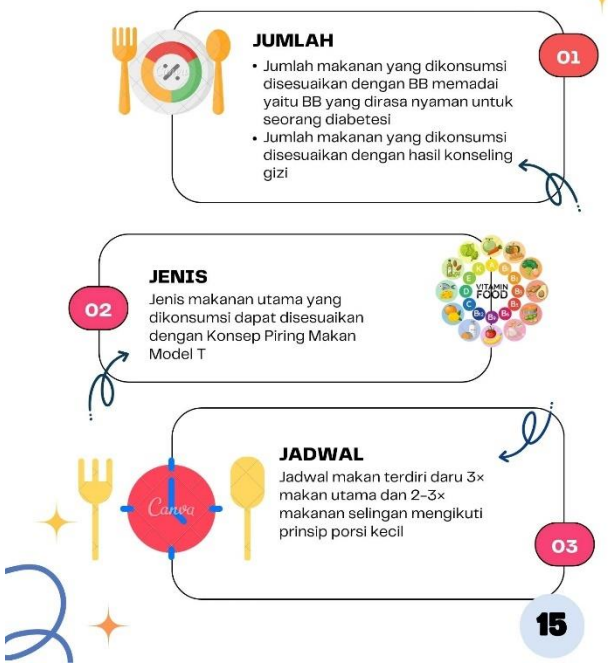 JUMLAH
01
• Jumlah makanan yang dikonsumsi
disesuaikan dengan BB memadai
yaitu BB yang dirasa nyaman untuk
seorang diabetesi
• Jumlah makanan yang dikonsumsi
disesuaikan dengan hasil konseling
gizi
JENIS
02
Jenis makanan utama yang
dikonsumsi dapat disesuaikan
dengan Konsep Piring Makan
Model T
VITAMIN
FOOD
JADWAL
Jadwal makan terdiri daru 3×
makan utama dan 2-3×
makanan selingan mengikuti
prinsip porsi kecil
Canva
03
15